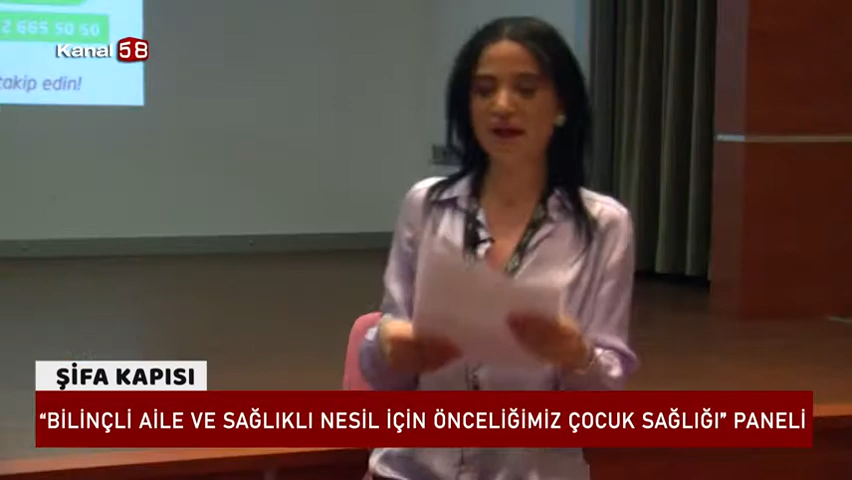 2 665 50 50
Kanal 58
takip edin!
ŞİFA KAPISI
“BİLİNÇLİ AİLE VE SAĞLIKLI NESİL İÇİN ÖNCELİĞİMİZ ÇOCUK SAĞLIĞI” PANELİ